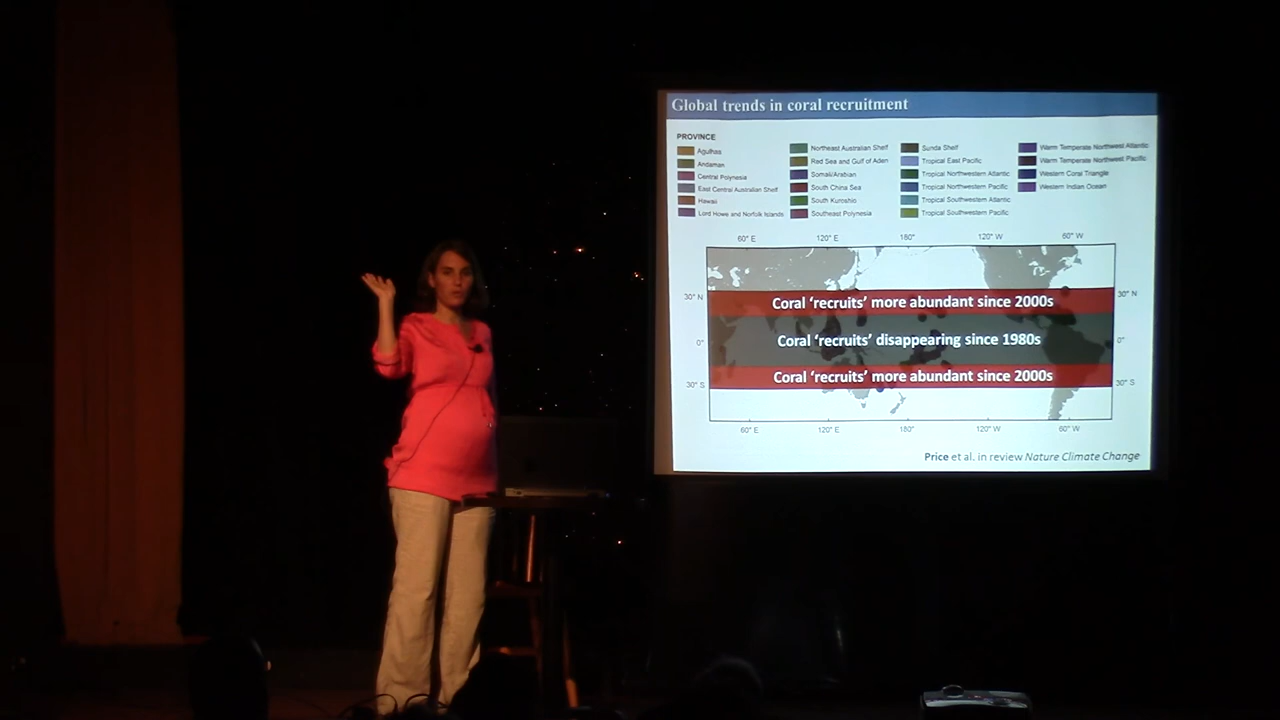 Global trends in coral recruitment
PROVINCE
Agulhas
Andaman
Central Polynesia
East Central Australian Shelf
Hawaii
Lord Howe and Norfolk Islands
Northeast Australian Shelf
Red Sea and Gulf of Aden
Somali/Arabian
South China Sea
South Kuroshio
Southeast Polynesia
Sunda Shelf
Tropical East Pacific
Tropical Northwestern Atlantic
Tropical Northwestern Pacific
Tropical Southwestern Atlantic
Tropical Southwestern Pacific
Warm Temperate Northwest Atlantic
Warm Temperate Northwest Pacific
Western Coral Triangle
Western Indian Ocean
60° E 120° E 180° 120° W 60° W
30° N 30° N
Coral ‘recruits’ more abundant since 2000s
0° 0°
Coral ‘recruits’ disappearing since 1980s
Coral ‘recruits’ more abundant since 2000s
30° S 30° S
60° E 120° E 180° 120° W 60° W
Price et al. in review Nature Climate Change